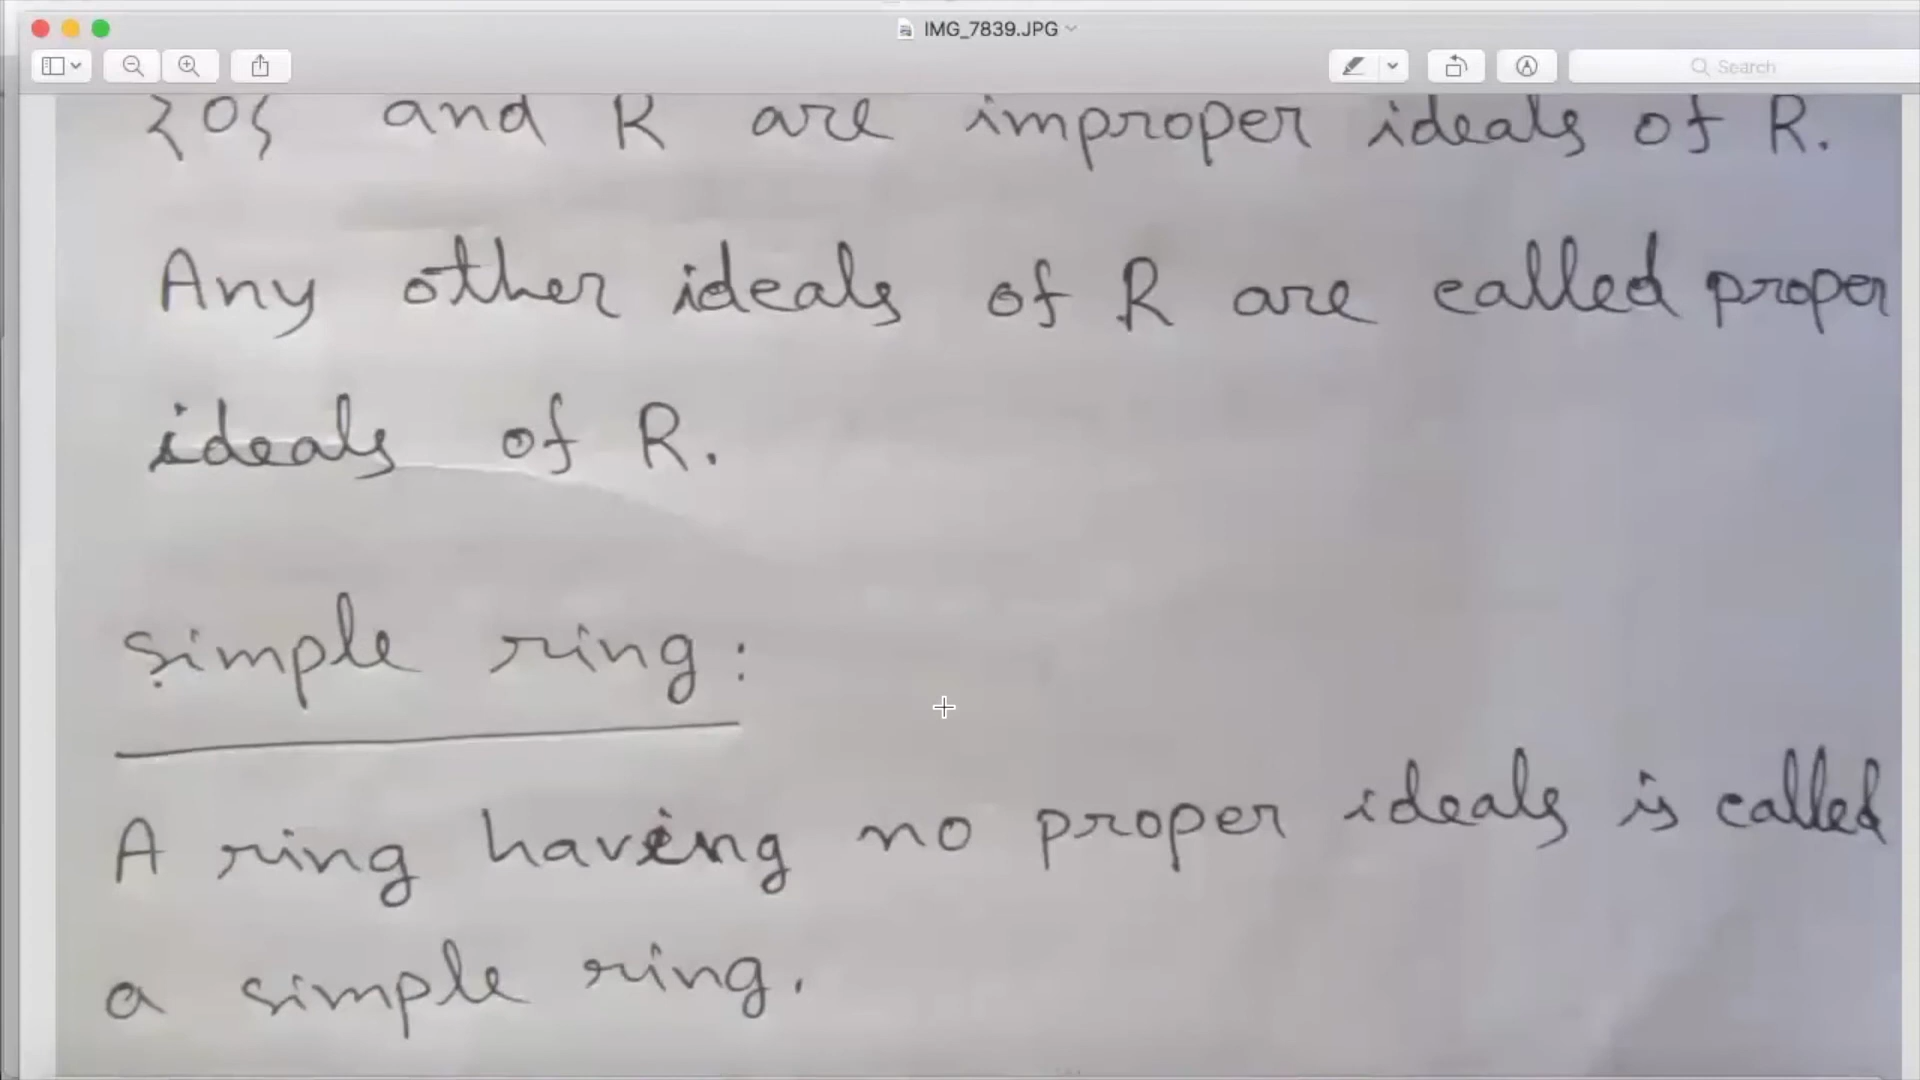 IMG_7839.JPG
Search
{0} and R are improper ideals of R.
Any other ideals of R are called proper
ideals of R.
simple ring:
A ring having no proper ideals is called
a simple ring.